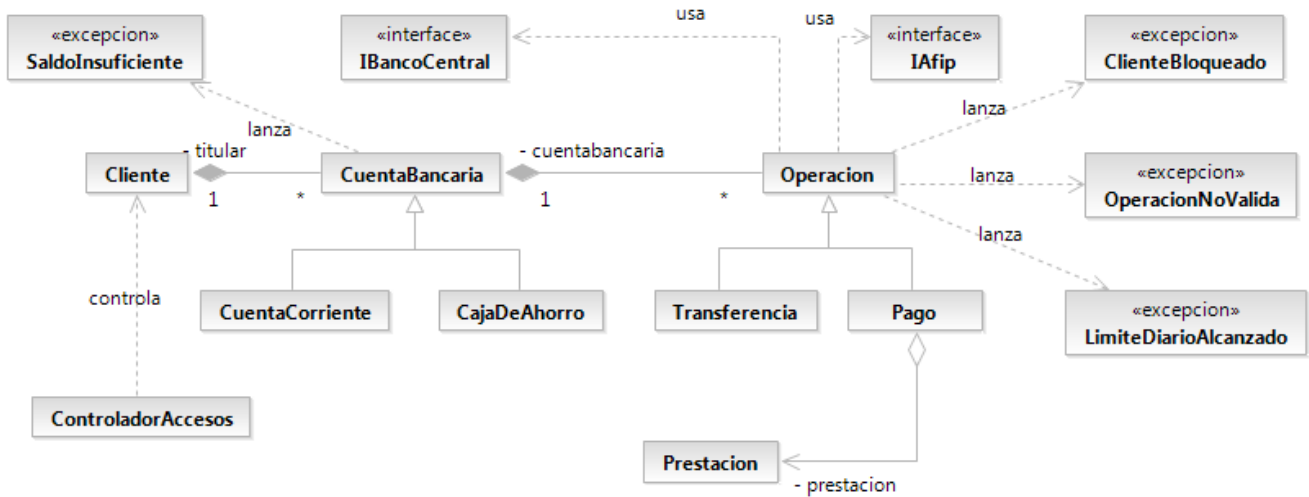 usa
usa
«excepcion»
SaldoInsuficiente
«interface»
IBancoCentral
«interface»
IAfip
«excepcion»
ClienteBloqueado
lanza
lanza
- titular
- cuentabancaria
Cliente
CuentaBancaria
Operacion
lanza
«excepcion»
OperacionNoValida
1
*
1
*
lanza
controla
CuentaCorriente
CajaDeAhorro
Transferencia
Pago
«excepcion»
LimiteDiarioAlcanzado
ControladorAccesos
Prestacion
- prestacion